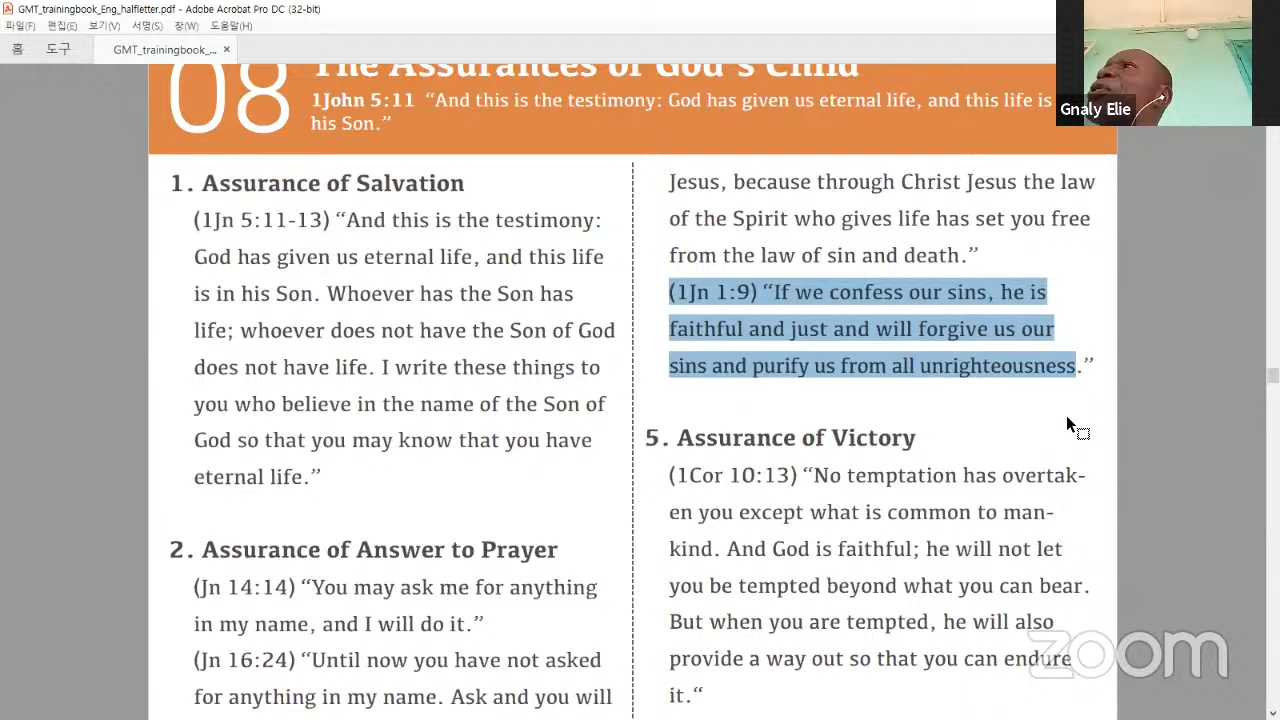 GMT_trainingbook_Eng_halfletter.pdf - Adobe Acrobat Pro DC (32-bit)
파일(F) 편집(E) 보기(V) 서명(S) 창(W) 도움말(H)
홈 도구 GMT_trainingbook_... ×
Gnaly Elie
08
The Assurances of God's Child
1John 5:11 “And this is the testimony: God has given us eternal life, and this life is
his Son.”
1. Assurance of Salvation
(1Jn 5:11-13) “And this is the testimony:
God has given us eternal life, and this life
is in his Son. Whoever has the Son has
life; whoever does not have the Son of God
does not have life. I write these things to
you who believe in the name of the Son of
God so that you may know that you have
eternal life.”
2. Assurance of Answer to Prayer
(Jn 14:14) “You may ask me for anything
in my name, and I will do it.”
(Jn 16:24) “Until now you have not asked
for anything in my name. Ask and you will
Jesus, because through Christ Jesus the law
of the Spirit who gives life has set you free
from the law of sin and death.”
(1Jn 1:9) “If we confess our sins, he is
faithful and just and will forgive us our
sins and purify us from all unrighteousness.”
5. Assurance of Victory
(1Cor 10:13) “No temptation has overtak-
en you except what is common to man-
kind. And God is faithful; he will not let
you be tempted beyond what you can bear.
But when you are tempted, he will also
provide a way out so that you can endure
it.“
zoom